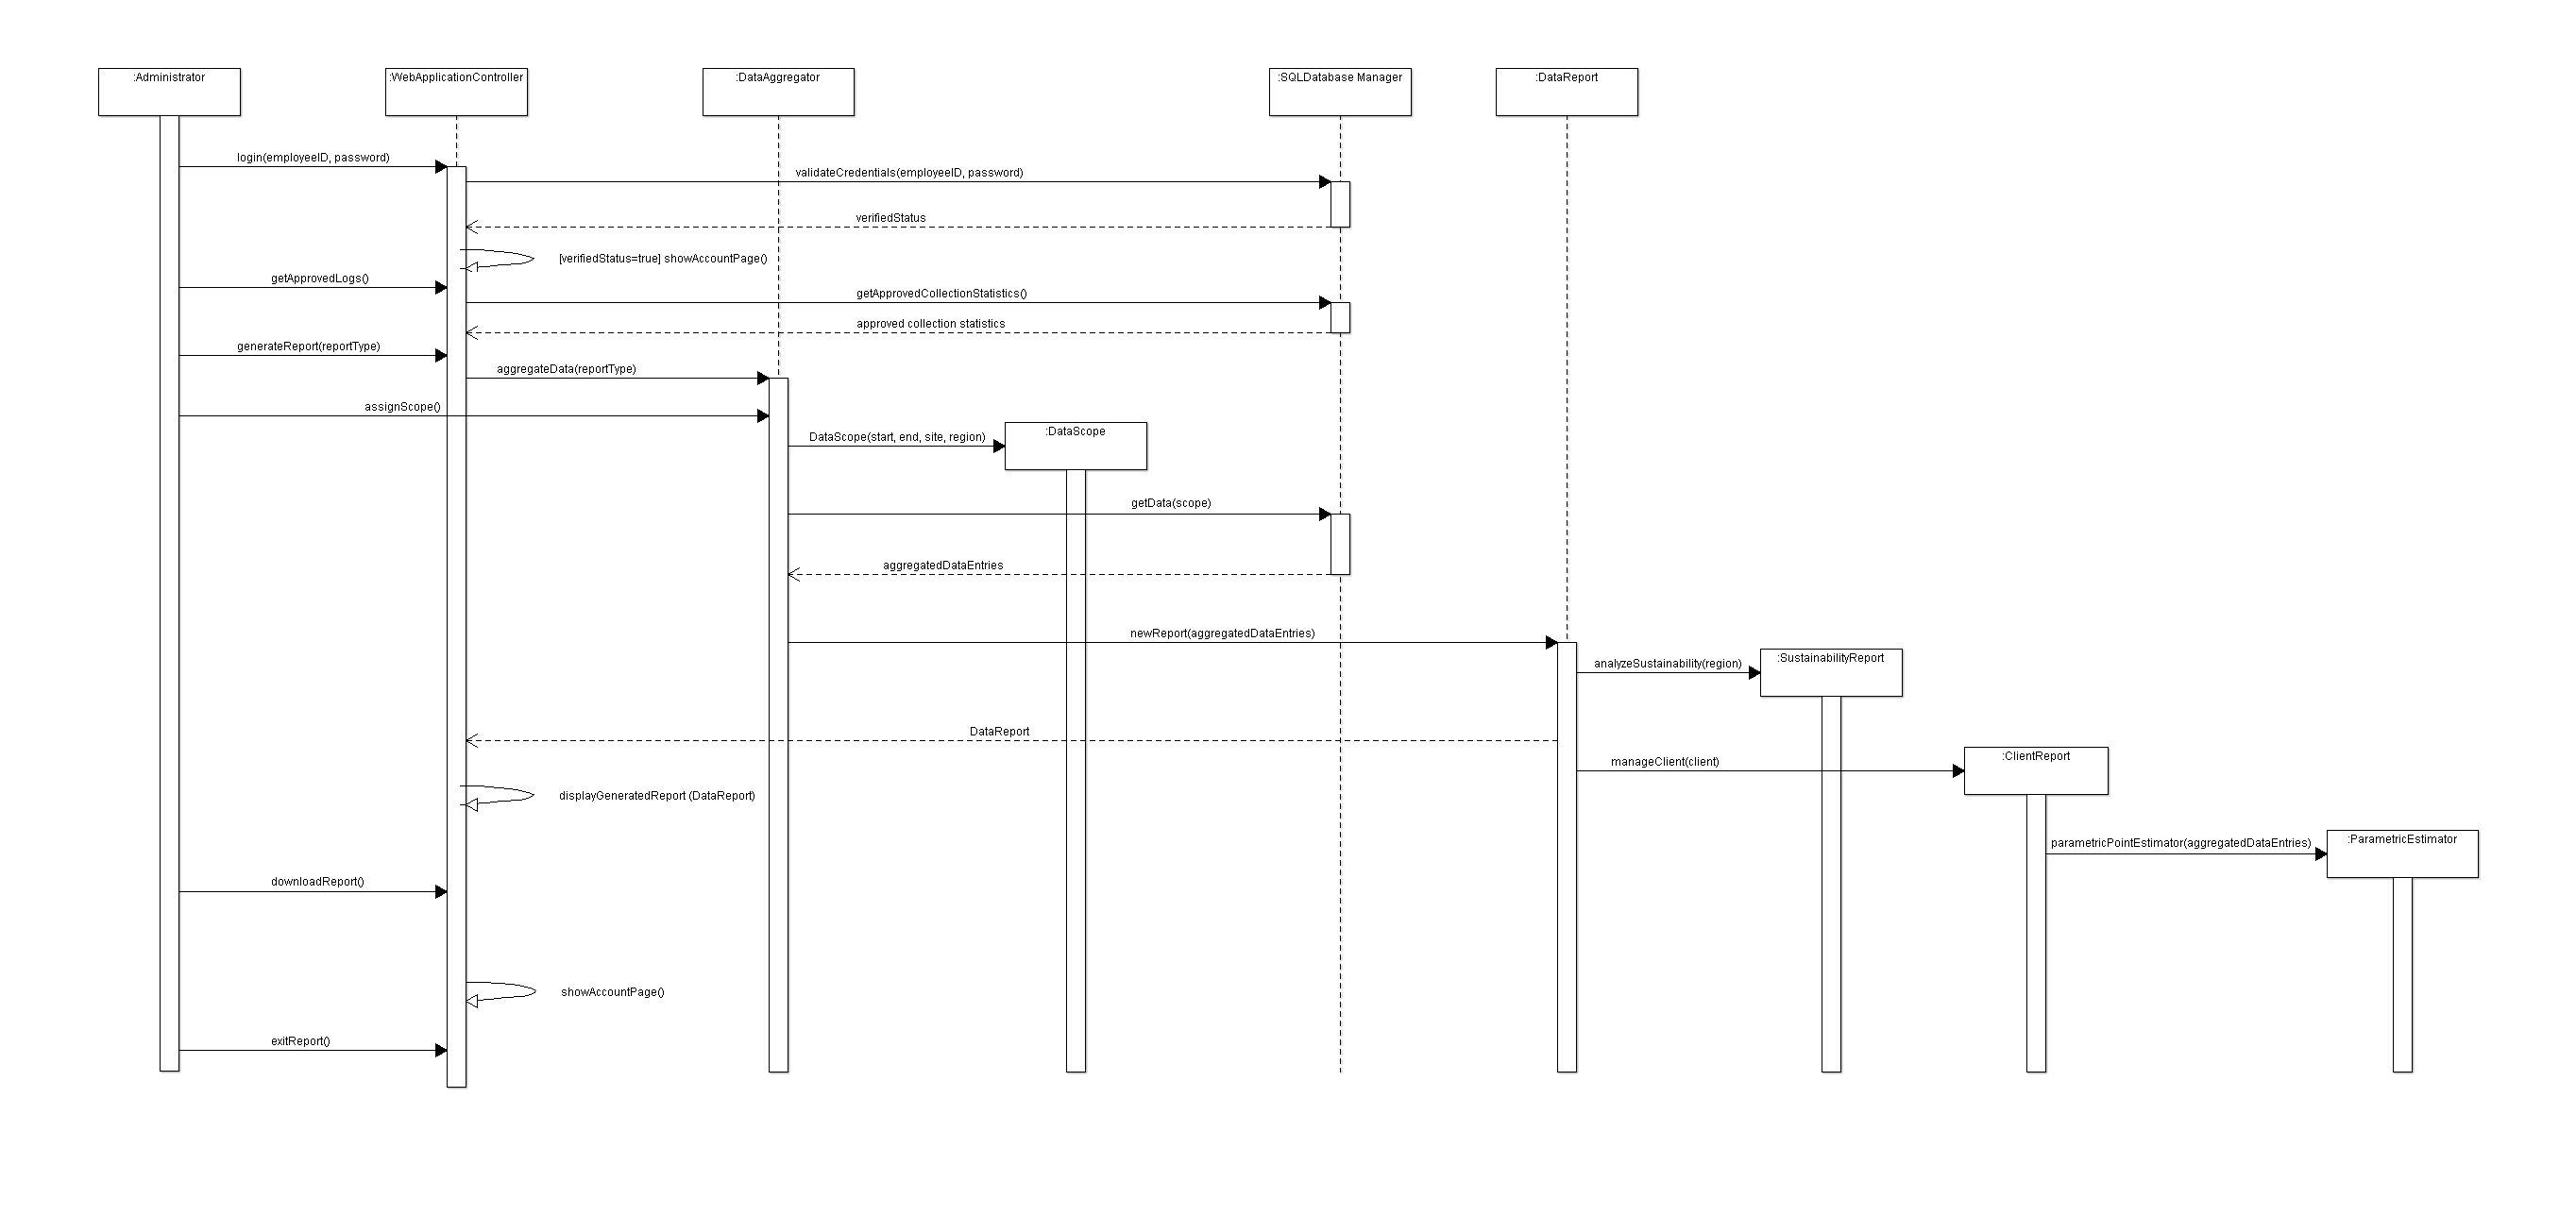 :Administrator
:WebApplicationController
:DataAggregator
:SQLDatabase Manager
:DataReport
login(employeeID, password)
validateCredentials(employeeID, password)
verifiedStatus
[verifiedStatus=true] showAccountPage()
getApprovedLogs()
getApprovedCollectionStatistics()
approved collection statistics
generateReport(reportType)
aggregateData(reportType)
assignScope()
:DataScope
DataScope(start, end, site, region)
getData(scope)
aggregatedDataEntries
newReport(aggregatedDataEntries)
:SustainabilityReport
analyzeSustainability(region)
DataReport
:ClientReport
manageClient(client)
displayGeneratedReport (DataReport)
:ParametricEstimator
parametricPointEstimator(aggregatedDataEntries)
downloadReport()
showAccountPage()
exitReport()